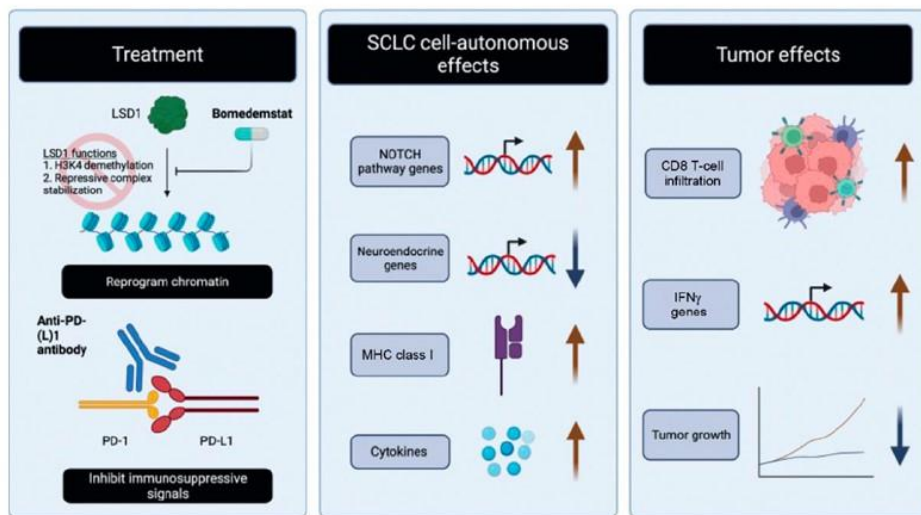 Treatment
LSD1
Bomedemstat
LSD1 functions
1. H3K4 demethylation
2. Repressive complex
stabilization
Reprogram chromatin
Anti-PD-
(L)1
antibody
PD-1
PD-L1
Inhibit immunosuppressive
signals
SCLC cell-autonomous
effects
NOTCH
pathway genes
Neuroendocrine
genes
MHC class I
Cytokines
Tumor effects
CD8 T-cell
infiltration
IFNγ
genes
Tumor growth